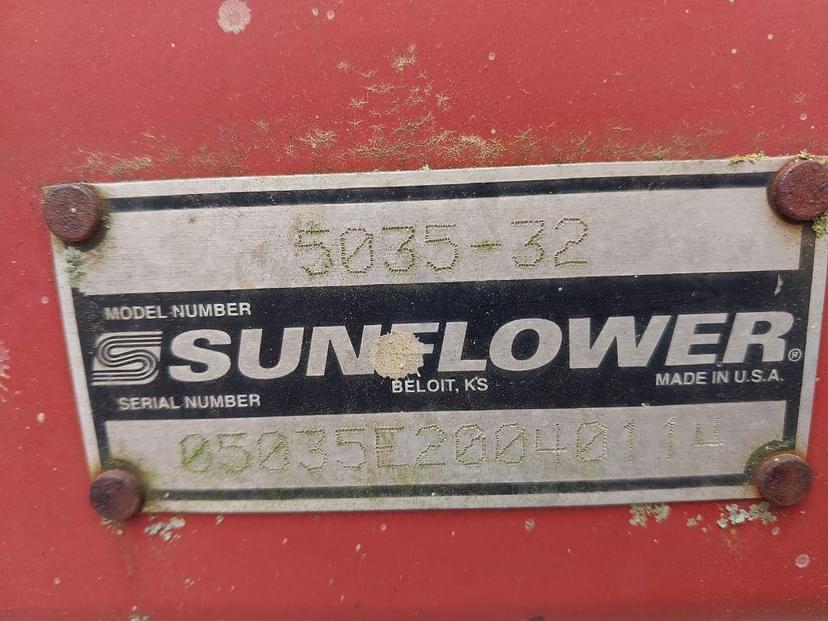 5035-32
MODEL NUMBER
SUNFLOWER®
BELOIT, KS
MADE IN U.S.A.
SERIAL NUMBER
05035E20040114